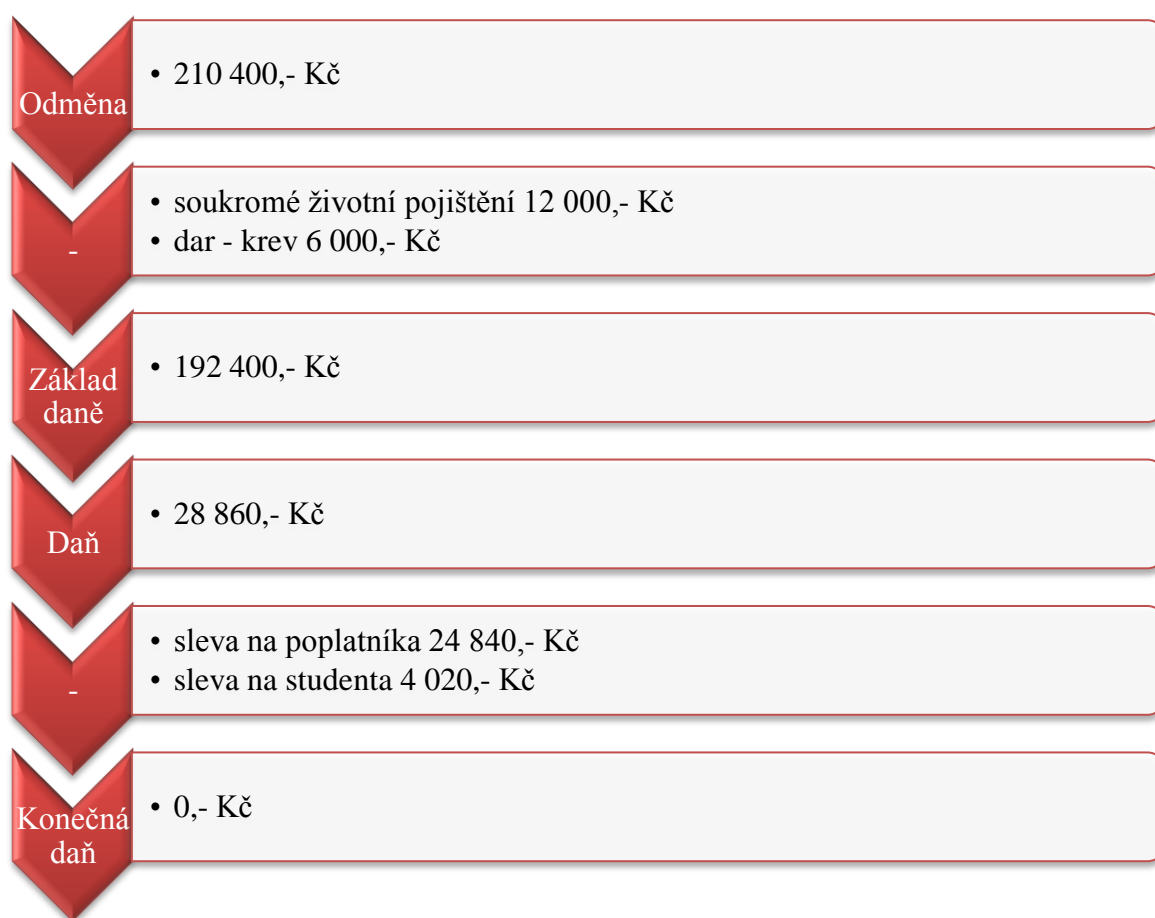 Odměna
• 210 400,- Kč
-
• soukromé životní pojištění 12 000,- Kč
• dar - krev 6 000,- Kč
Základ
daně
• 192 400,- Kč
Daň
• 28 860,- Kč
-
• sleva na poplatníka 24 840,- Kč
• sleva na studenta 4 020,- Kč
Konečná
daň
• 0,- Kč